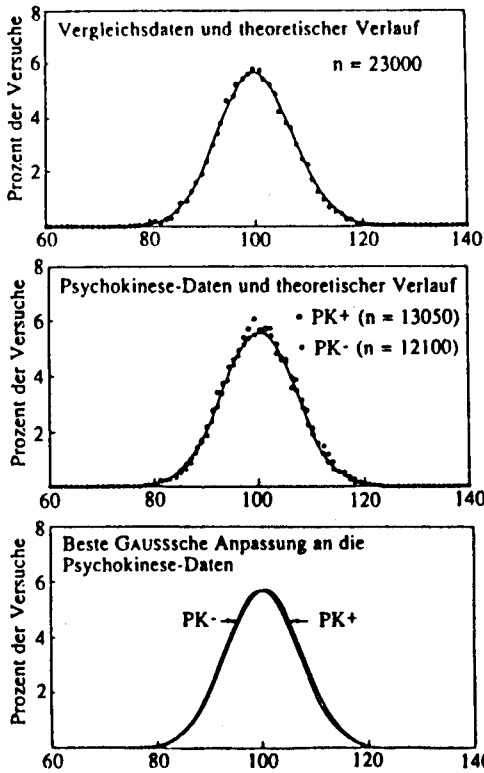 8
Vergleichsdaten und theoretischer Verlauf
n = 23000
6
4
2
Prozent der Versuche
60 80 100 120 140
8
Psychokinese-Daten und theoretischer Verlauf
• PK+ (n = 13050)
• PK- (n = 12100)
6
4
2
Prozent der Versuche
60 80 100 120 140
8
Beste GAUSSsche Anpassung an die
Psychokinese-Daten
6
PK- PK+
4
2
Prozent der Versuche
60 80 100 120 140